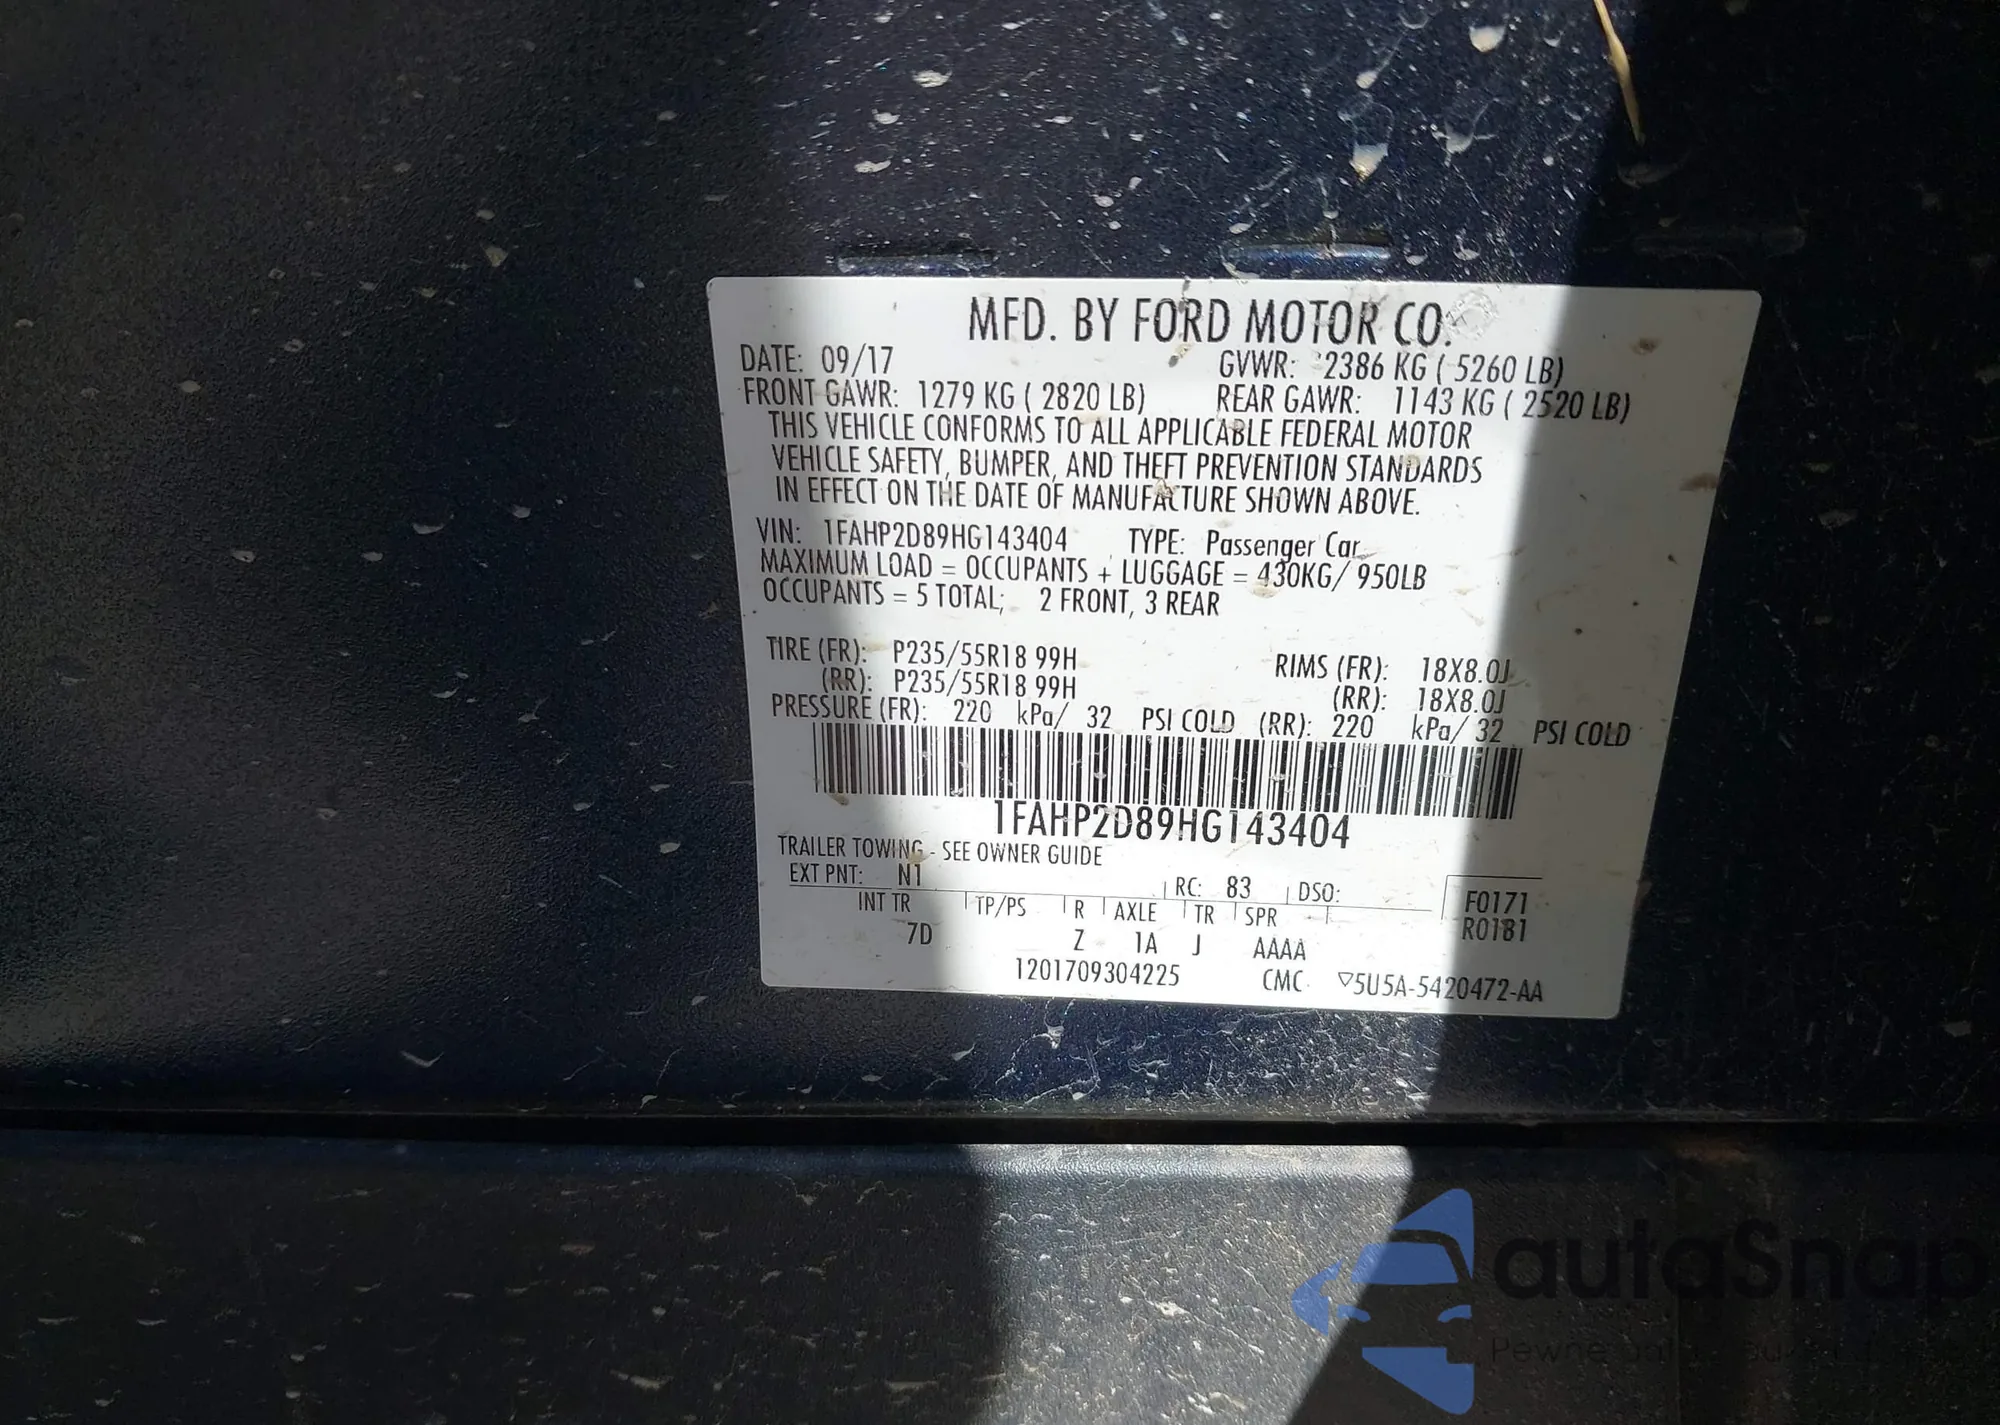 MFD. BY FORD MOTOR CO.
DATE: 09/17 GVWR: 2386 KG ( 5260 LB)
FRONT GAWR: 1279 KG ( 2820 LB) REAR GAWR: 1143 KG ( 2520 LB)
THIS VEHICLE CONFORMS TO ALL APPLICABLE FEDERAL MOTOR
VEHICLE SAFETY, BUMPER, AND THEFT PREVENTION STANDARDS
IN EFFECT ON THE DATE OF MANUFACTURE SHOWN ABOVE.
VIN: 1FAHP2D89HG143404 TYPE: Passenger Car
MAXIMUM LOAD = OCCUPANTS + LUGGAGE = 430KG/ 950LB
OCCUPANTS = 5 TOTAL; 2 FRONT, 3 REAR
TIRE (FR): P235/55R18 99H RIMS (FR): 18X8.0J
(RR): P235/55R18 99H (RR): 18X8.0J
PRESSURE (FR): 220 kPa/ 32 PSI COLD (RR): 220 kPa/ 32 PSI COLD
1FAHP2D89HG143404
TRAILER TOWING - SEE OWNER GUIDE
EXT PNT: N1 RC: 83 DSO: F0171
INT TR TP/PS R AXLE TR SPR R0181
7D Z 1A J AAAA
1201709304225 CMC ▽5U5A-5420472-AA
autoSnap
Pewne